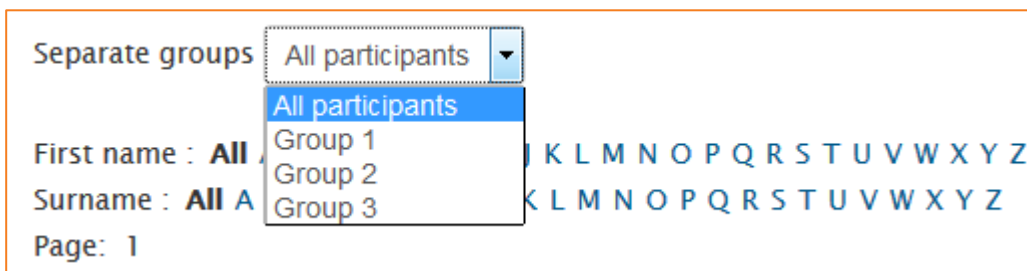 Separate groups All participants
All participants
Group 1
Group 2
Group 3
First name : All J K L M N O P Q R S T U V W X Y Z
Surname : All A K L M N O P Q R S T U V W X Y Z
Page: 1